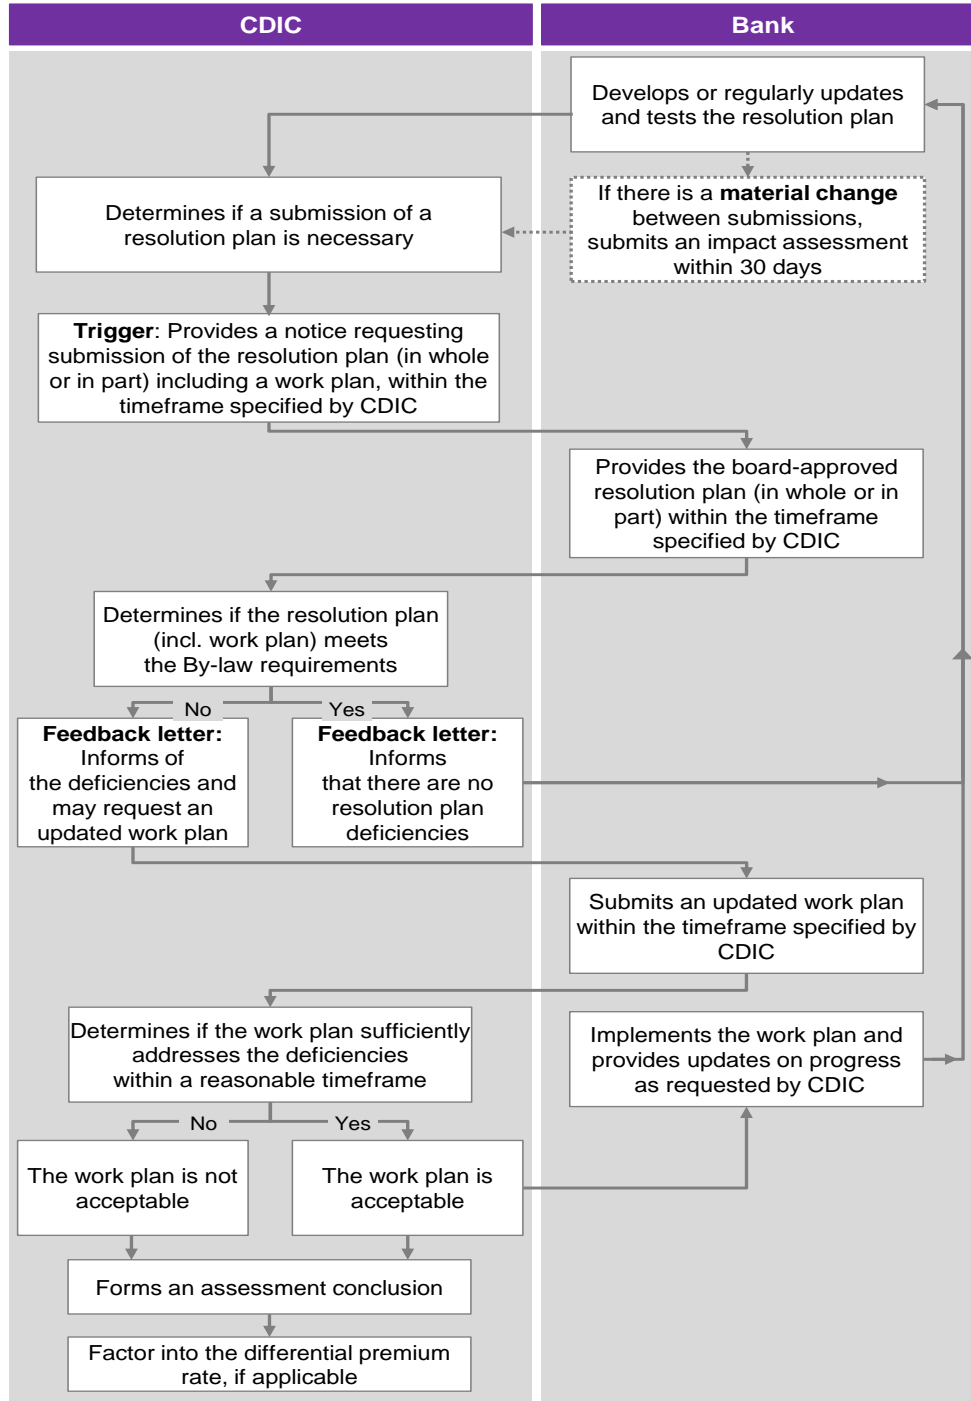 CDIC
Bank
Develops or regularly updates
and tests the resolution plan
If there is a material change
between submissions,
submits an impact assessment
within 30 days
Determines if a submission of a
resolution plan is necessary
Trigger: Provides a notice requesting
submission of the resolution plan (in whole
or in part) including a work plan, within the
timeframe specified by CDIC
Provides the board-approved
resolution plan (in whole or in
part) within the timeframe
specified by CDIC
Determines if the resolution plan
(incl. work plan) meets
the By-law requirements
No
Yes
Feedback letter:
Informs of
the deficiencies and
may request an
updated work plan
Feedback letter:
Informs
that there are no
resolution plan
deficiencies
Submits an updated work plan
within the timeframe specified by
CDIC
Determines if the work plan sufficiently
addresses the deficiencies
within a reasonable timeframe
Implements the work plan and
provides updates on progress
as requested by CDIC
No
Yes
The work plan is not
acceptable
The work plan is
acceptable
Forms an assessment conclusion
Factor into the differential premium
rate, if applicable